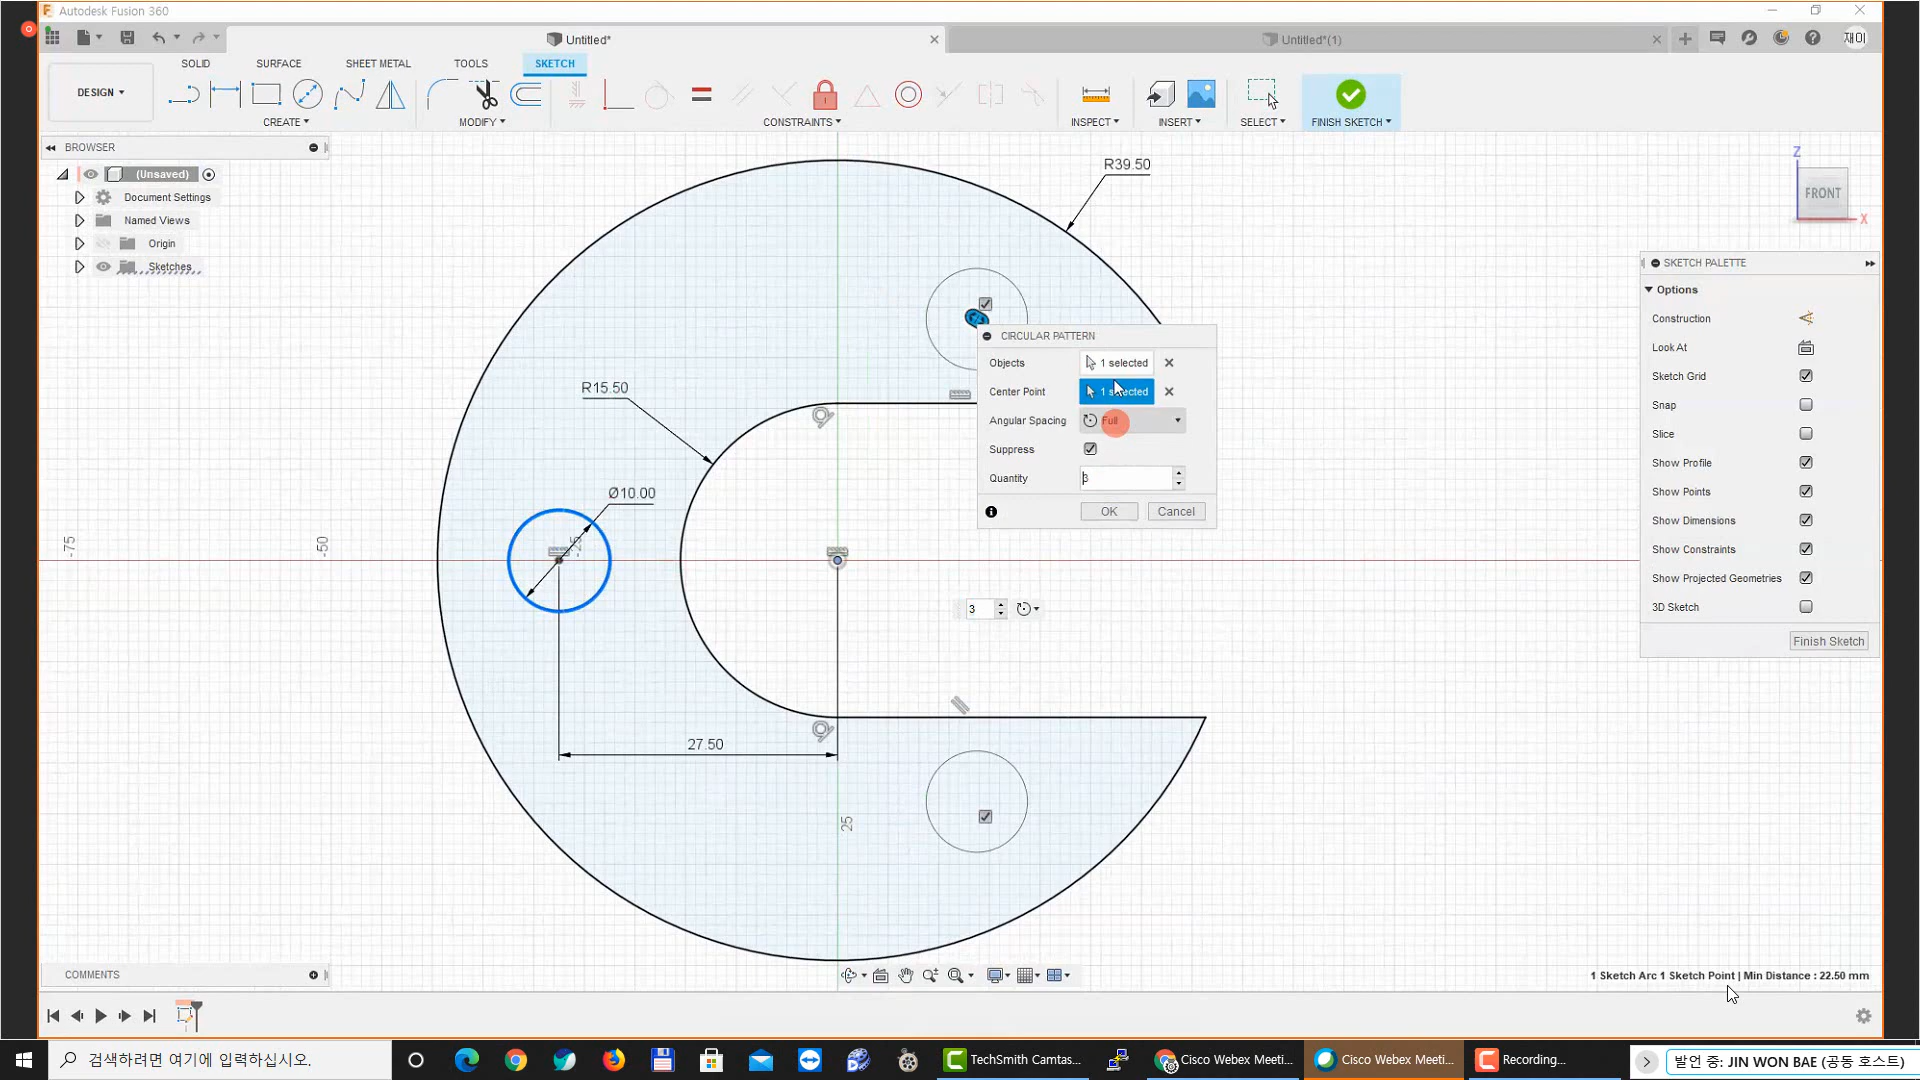 Autodesk Fusion 360
Untitled*
Untitled*(1)
재이
DESIGN
SOLID
SURFACE
SHEET METAL
TOOLS
SKETCH
CREATE
MODIFY
CONSTRAINTS
INSPECT
INSERT
SELECT
FINISH SKETCH
BROWSER
(Unsaved)
Document Settings
Named Views
Origin
Sketches
R39.50
Z
FRONT
X
R15.50
Ø10.00
-75
-50
-25
27.50
25
CIRCULAR PATTERN
Objects
1 selected
Center Point
1 selected
Angular Spacing
Full
Suppress
Quantity
3
OK
Cancel
3
SKETCH PALETTE
Options
Construction
Look At
Sketch Grid
Snap
Slice
Show Profile
Show Points
Show Dimensions
Show Constraints
Show Projected Geometries
3D Sketch
Finish Sketch
COMMENTS
1 Sketch Arc 1 Sketch Point | Min Distance : 22.50 mm
검색하려면 여기에 입력하십시오.
TechSmith Camtas...
Cisco Webex Meeti...
Cisco Webex Meeti...
Recording...
발언 중: JIN WON BAE (공동 호스트)